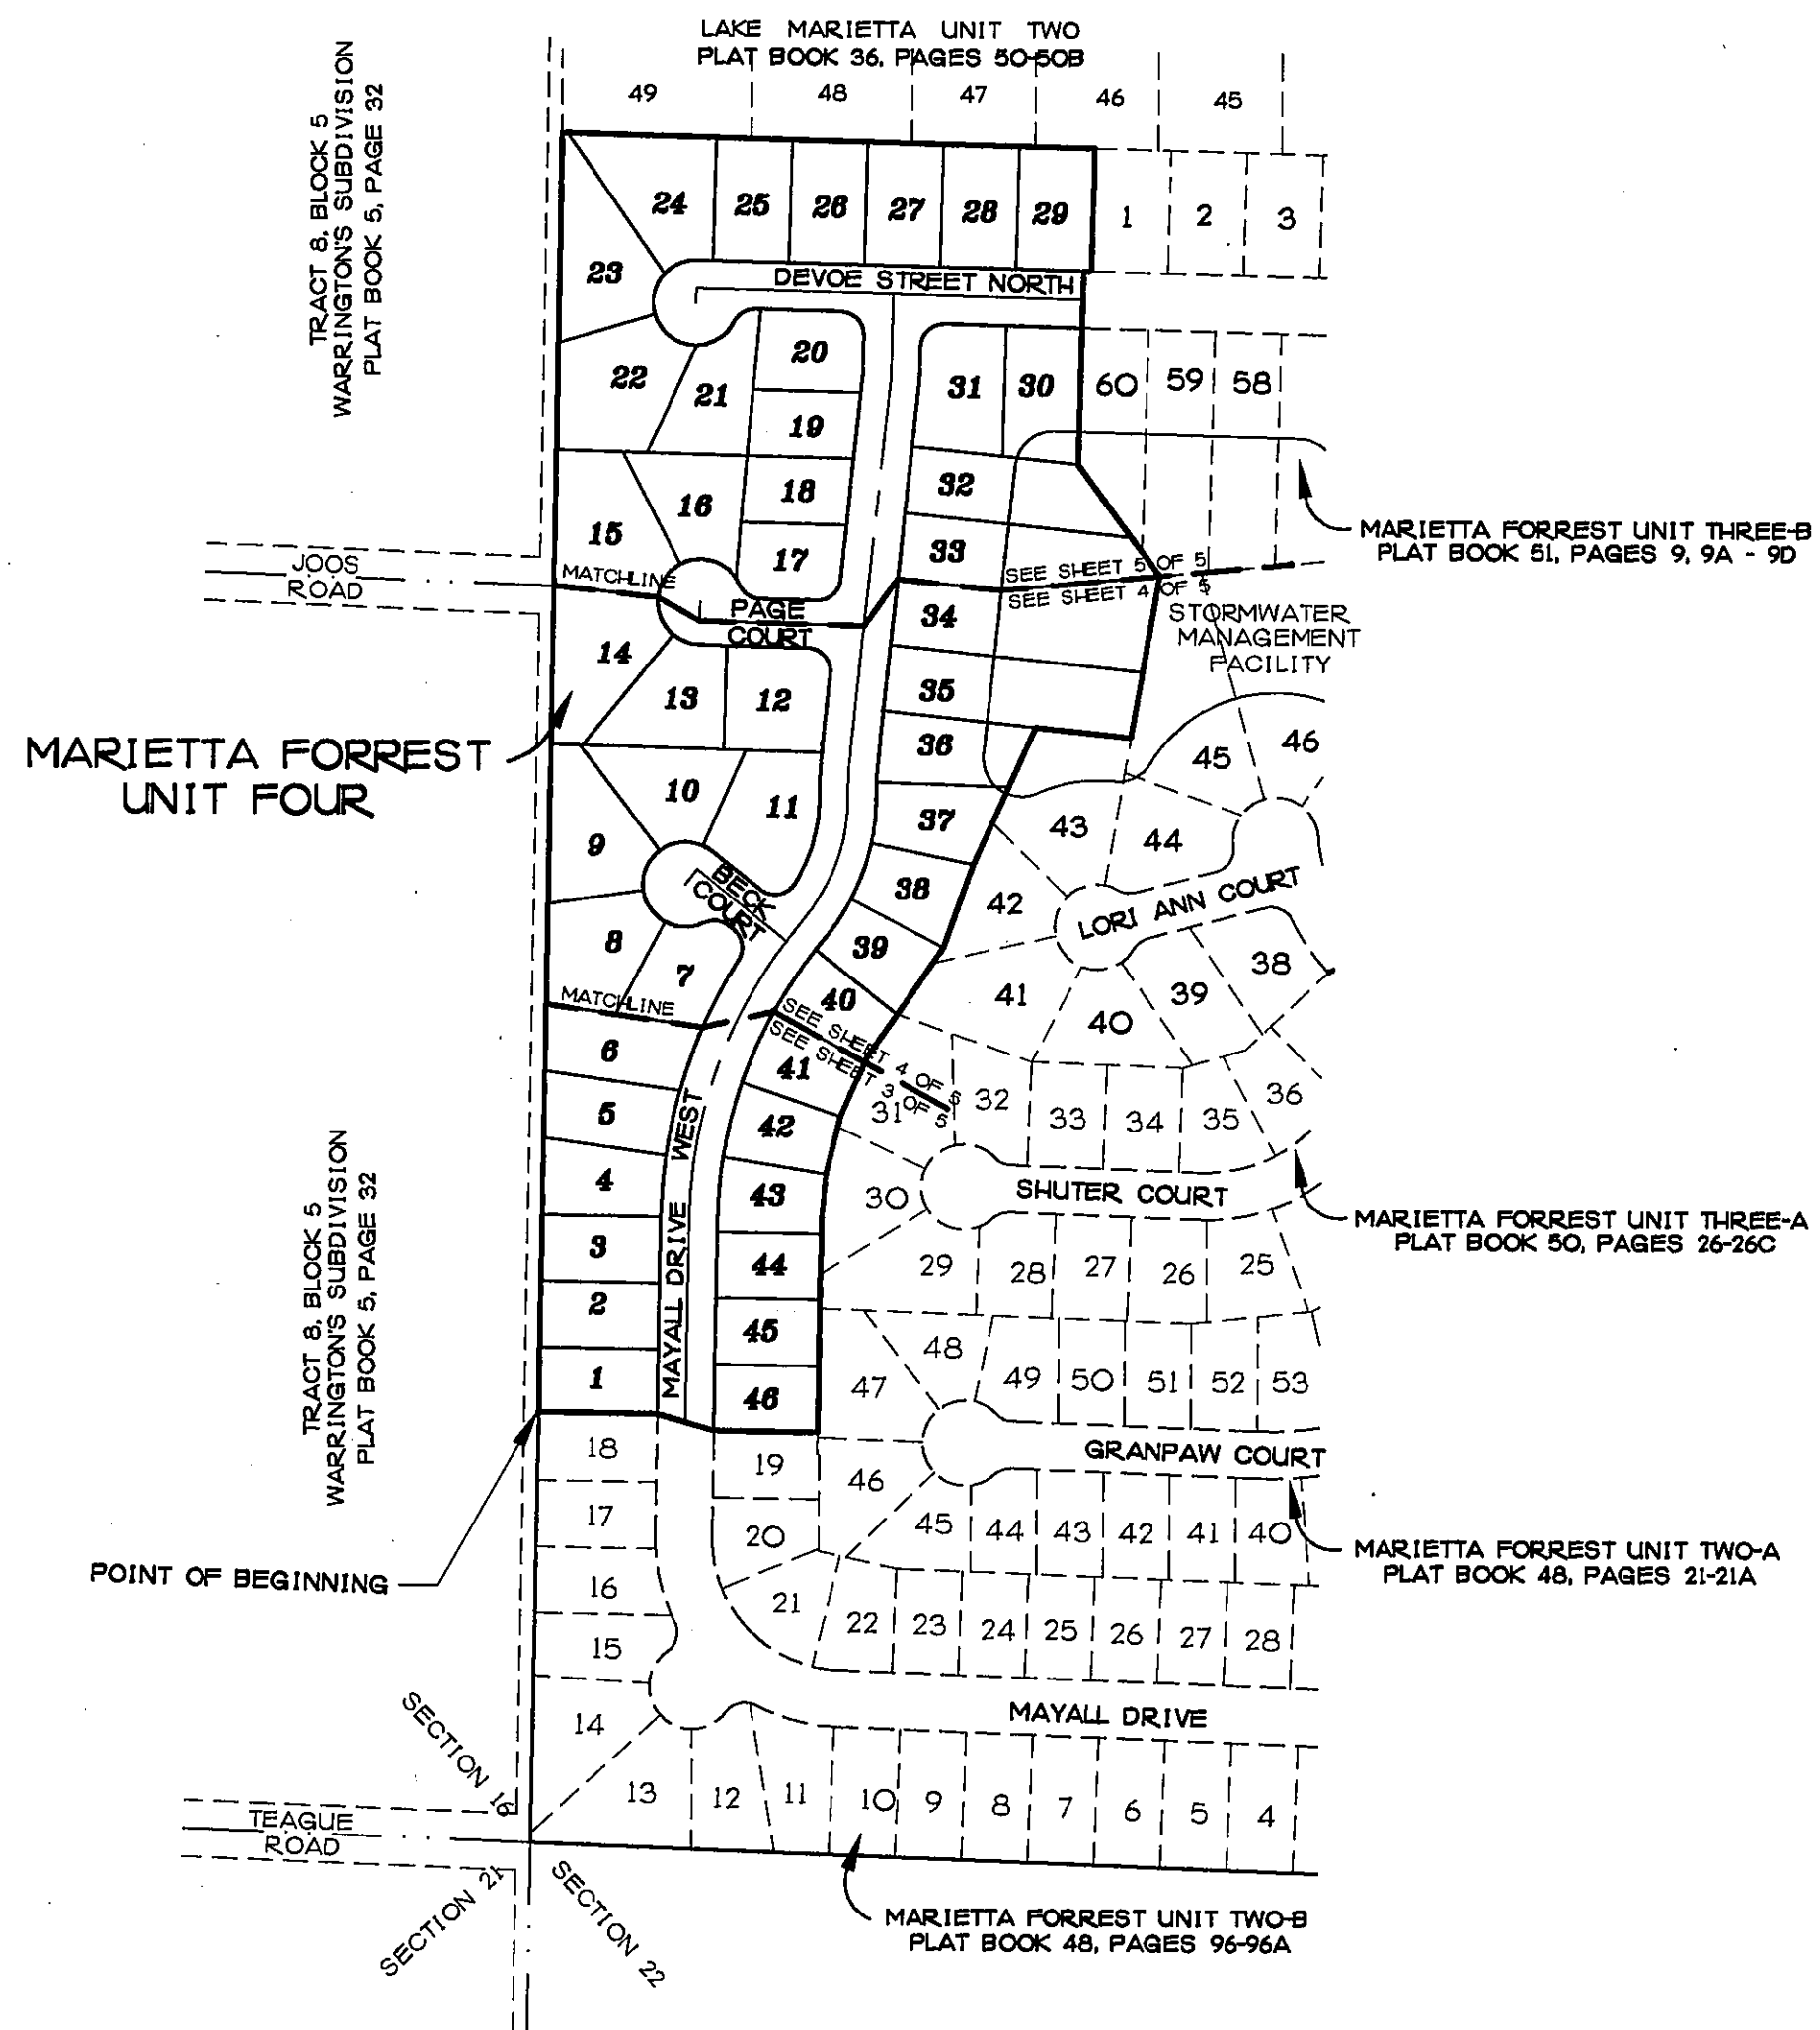 LAKE MARIETTA UNIT TWO
PLAT BOOK 36, PAGES 50-50B
49 48 47 46 45
TRACT 8, BLOCK 5
WARRINGTON'S SUBDIVISION
PLAT BOOK 5, PAGE 32
24 25 26 27 28 29 1 2 3
23
DEVOE STREET NORTH
22 21 20 31 30 60 59 58
19
18 32
16
15 17 33
MARIETTA FORREST UNIT THREE-B
PLAT BOOK 51, PAGES 9, 9A - 9D
JOOS
ROAD
MATCHLINE
SEE SHEET 5 OF 5
SEE SHEET 4 OF 5
PAGE
COURT
STORMWATER
MANAGEMENT
FACILITY
34
14 13 12 35
MARIETTA FORREST
UNIT FOUR
36 45 46
10 11 37 43 44
9
BECK
COURT
38 42
LORI ANN COURT
8 7 39 41 40 39 38
MATCHLINE
40
SEE SHEET 4 OF 5
SEE SHEET 3 OF 5
6 41
5 42 31 32 33 34 35 36
4 43 30
SHUTER COURT
MARIETTA FORREST UNIT THREE-A
PLAT BOOK 50, PAGES 26-26C
MAYALL DRIVE WEST
TRACT 8, BLOCK 5
WARRINGTON'S SUBDIVISION
PLAT BOOK 5, PAGE 32
3 44 29 28 27 26 25
2 45 48
1 46 47 49 50 51 52 53
GRANPAW COURT
18 19 46
17 20 45 44 43 42 41 40
MARIETTA FORREST UNIT TWO-A
PLAT BOOK 48, PAGES 21-21A
POINT OF BEGINNING
16 21 22 23 24 25 26 27 28
15
MAYALL DRIVE
14
13 12 11 10 9 8 7 6 5 4
SECTION 16
TEAGUE
ROAD
SECTION 21
SECTION 22
MARIETTA FORREST UNIT TWO-B
PLAT BOOK 48, PAGES 96-96A